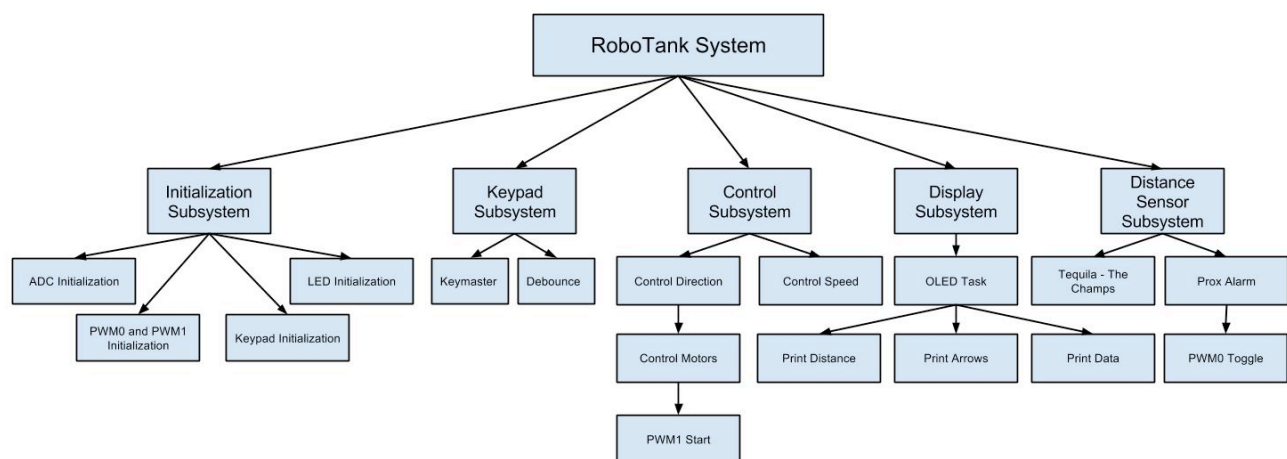 RoboTank System
Initialization
Subsystem
Keypad
Subsystem
Control
Subsystem
Display
Subsystem
Distance
Sensor
Subsystem
ADC Initialization
LED Initialization
Keymaster
Debounce
Control Direction
Control Speed
OLED Task
Tequila - The
Champs
Prox Alarm
PWM0 and PWM1
Initialization
Keypad Initialization
Control Motors
Print Distance
Print Arrows
Print Data
PWM0 Toggle
PWM1 Start